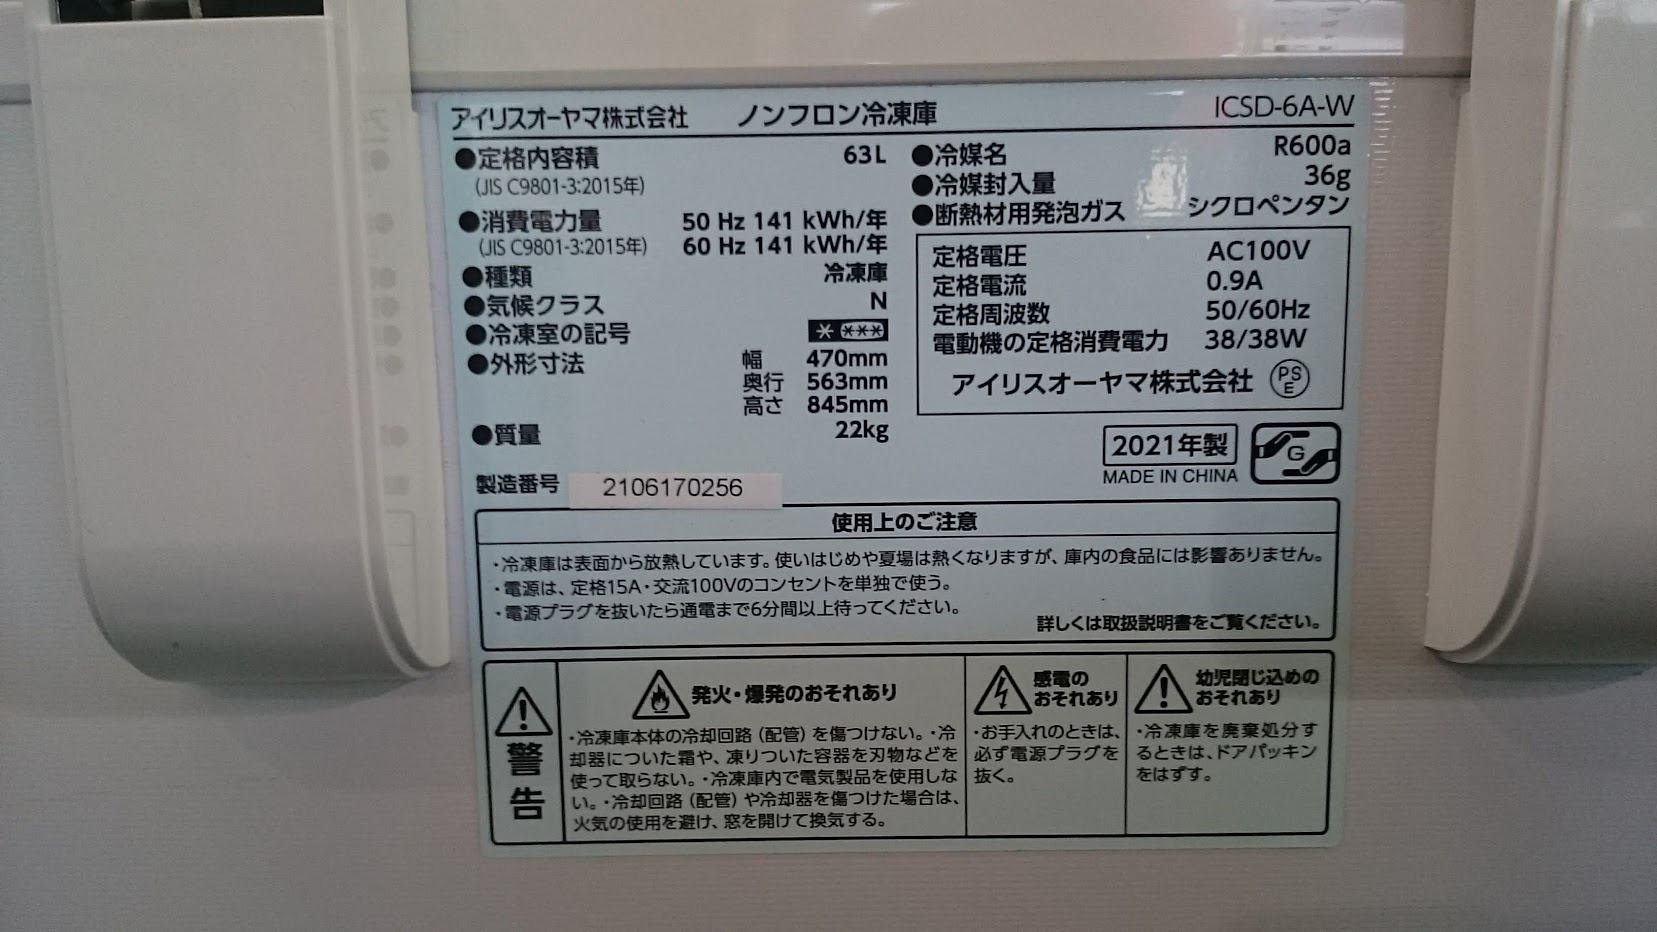 アイリスオーヤマ株式会社 ノンフロン冷凍庫 ICSD-6A-W
●定格内容積 63L
(JIS C9801-3:2015年)
●消費電力量 50 Hz 141 kWh/年
(JIS C9801-3:2015年) 60 Hz 141 kWh/年
●種類 冷凍庫
●気候クラス N
●冷凍室の記号 * ***
●外形寸法 幅 470mm
奥行 563mm
高さ 845mm
●質量 22kg
製造番号 2106170256
●冷媒名 R600a
●冷媒封入量 36g
●断熱材用発泡ガス シクロペンタン
定格電圧 AC100V
定格電流 0.9A
定格周波数 50/60Hz
電動機の定格消費電力 38/38W
アイリスオーヤマ株式会社 PSE
2021年製
MADE IN CHINA
G
使用上のご注意
・冷凍庫は表面から放熱しています。使いはじめや夏場は熱くなりますが、庫内の食品には影響ありません。
・電源は、定格15A・交流100Vのコンセントを単独で使う。
・電源プラグを抜いたら通電まで6分間以上待ってください。
詳しくは取扱説明書をご覧ください。
警告
発火・爆発のおそれあり
・冷凍庫本体の冷却回路（配管）を傷つけない。・冷
却器についた霜や、凍りついた容器を刃物などを
使って取らない。・冷凍庫内で電気製品を使用しな
い。・冷却回路（配管）や冷却器を傷つけた場合は、
火気の使用を避け、窓を開けて換気する。
感電の
おそれあり
・お手入れのときは、
必ず電源プラグを
抜く。
幼児閉じ込めの
おそれあり
・冷凍庫を廃棄処分す
るときは、ドアパッキン
をはずす。